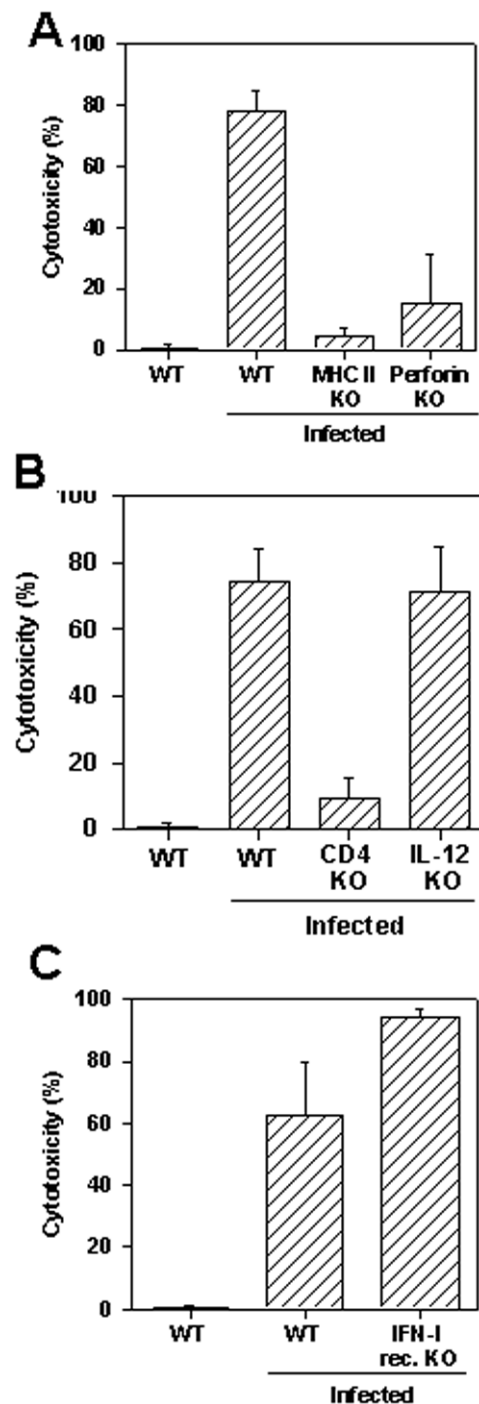 A
100
80
60
40
20
0
Cytotoxicity (%)
WT WT MHC II KO Perforin KO
Infected
B
100
80
60
40
20
0
Cytotoxicity (%)
WT WT CD4 KO IL-12 KO
Infected
C
100
80
60
40
20
0
Cytotoxicity (%)
WT WT IFN-I rec. KO
Infected